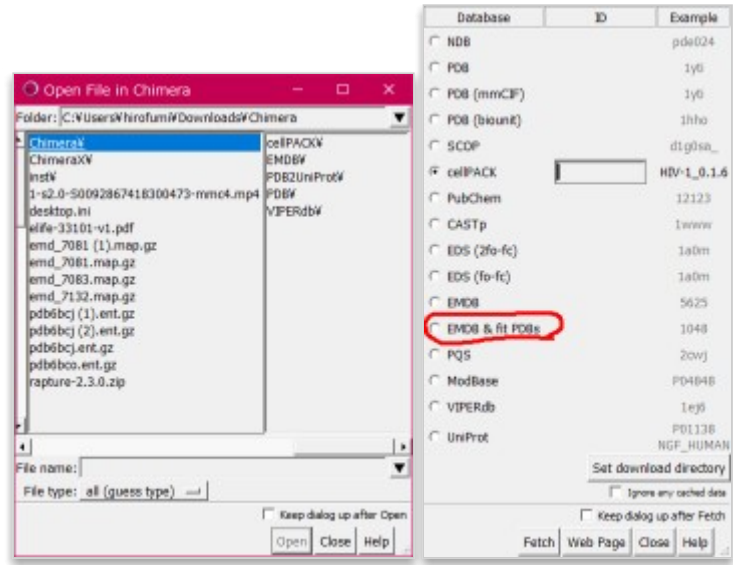 Open File in Chimera
Folder: C:¥Users¥hirofumi¥Downloads¥Chimera
Chimera¥
ChimeraX¥
inst¥
1-s2.0-S0092867418300473-mmc4.mp4
desktop.ini
elife-33101-v1.pdf
emd_7081 (1).map.gz
emd_7081.map.gz
emd_7083.map.gz
emd_7132.map.gz
pdb6bcj (1).ent.gz
pdb6bcj (2).ent.gz
pdb6bcj.ent.gz
pdb6bco.ent.gz
rapture-2.3.0.zip
cellPACK¥
EMDB¥
PDB2UniProt¥
PDB¥
VIPERdb¥
File name:
File type: all (guess type)
Keep dialog up after Open
Open Close Help
Database ID Example
NDB pde024
PDB 1yti
PDB (mmCIF) 1yti
PDB (biounit) 1hho
SCOP d1g0sa_
cellPACK HIV-1_0.1.6
PubChem 12123
CASTp 1www
EDS (2fo-fc) 1a0m
EDS (fo-fc) 1a0m
EMDB 5625
EMDB & fit PDBs 1048
PQS 2cwj
ModBase P04848
VIPERdb 1ej6
UniProt P01138
NGF_HUMAN
Set download directory
Ignore any cached data
Keep dialog up after Fetch
Fetch Web Page Close Help